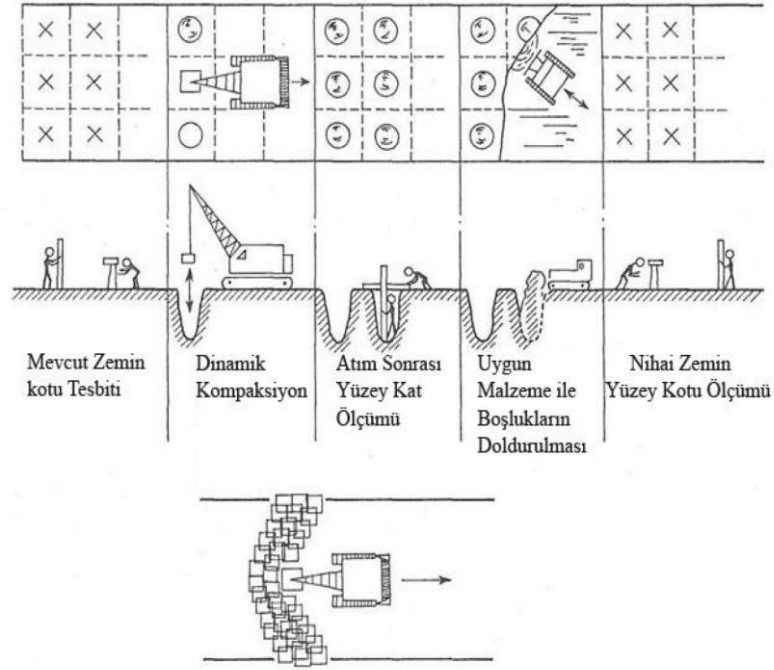 Mevcut Zemin
kotu Tesbiti
Dinamik
Kompaksiyon
Atım Sonrası
Yüzey Kat
Ölçümü
Uygun
Malzeme ile
Boşlukların
Doldurulması
Nihai Zemin
Yüzey Kotu Ölçümü